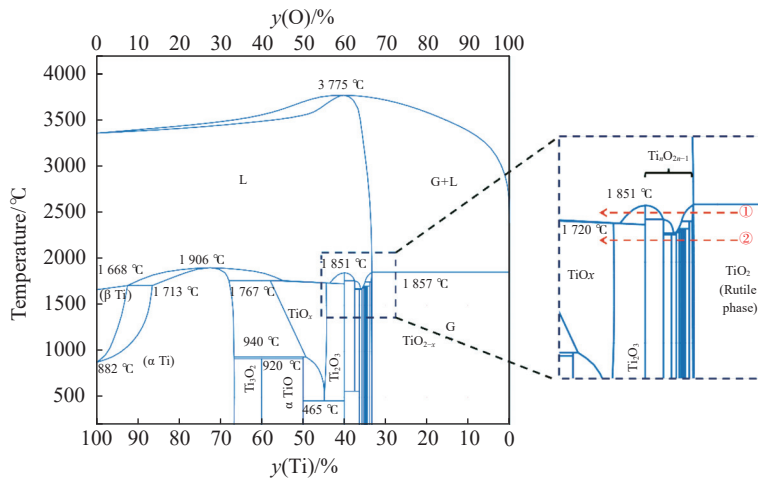 y(O)/%
0 10 20 30 40 50 60 70 80 90 100
Temperature/℃
4000
3500
3000
2500
2000
1500
1000
500
3 775 ℃
L
G+L
1 668 ℃
1 906 ℃
1 851 ℃
(β Ti)
1 713 ℃
1 767 ℃
TiOₓ
1 857 ℃
G
TiO₂₋ₓ
(α Ti)
940 ℃
920 ℃
882 ℃
Ti₃O₂
α TiO
465 ℃
Ti₂O₃
100 90 80 70 60 50 40 30 20 10 0
y(Ti)/%
TiₙO₂ₙ₋₁
1 851 ℃
①
1 720 ℃
②
TiOx
TiO₂
(Rutile
phase)
Ti₂O₃